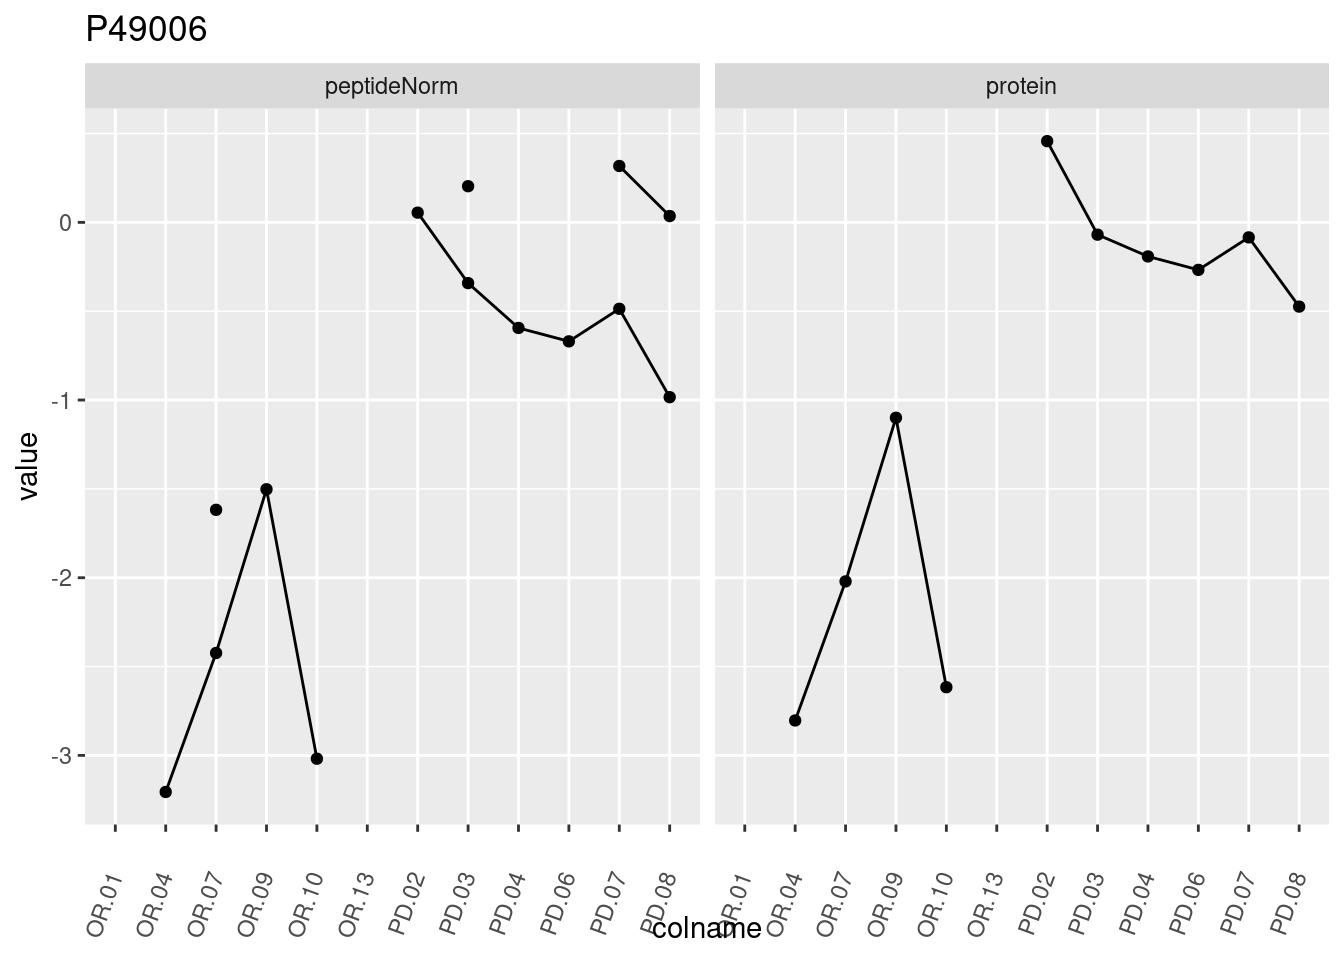 P49006
peptideNorm
protein
value
0
-1
-2
-3
OR.01
OR.04
OR.07
OR.09
OR.10
OR.13
PD.02
PD.03
PD.04
PD.06
PD.07
PD.08
OR.01
OR.04
OR.07
OR.09
OR.10
OR.13
PD.02
PD.03
PD.04
PD.06
PD.07
PD.08
colname